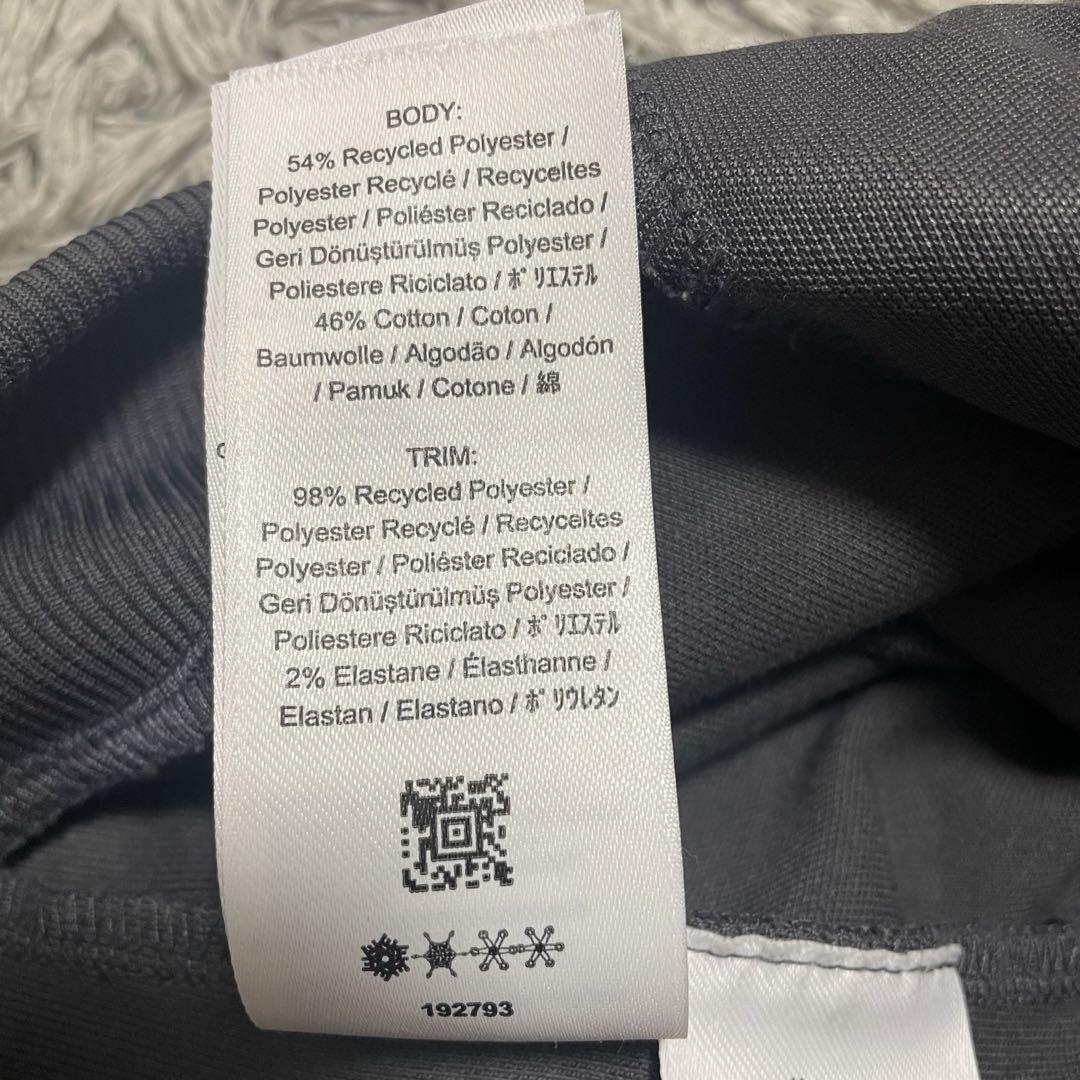 BODY:
54% Recycled Polyester /
Polyester Recyclé / Recyceltes
Polyester / Poliéster Reciclado /
Geri Dönüştürülmüş Polyester /
Poliestere Riciclato / ﾎﾟﾘｴｽﾃﾙ
46% Cotton / Coton /
Baumwolle / Algodão / Algodón
/ Pamuk / Cotone / 綿
TRIM:
98% Recycled Polyester /
Polyester Recyclé / Recyceltes
Polyester / Poliéster Reciclado /
Geri Dönüştürülmüş Polyester /
Poliestere Riciclato / ﾎﾟﾘｴｽﾃﾙ
2% Elastane / Élasthanne /
Elastan / Elastano / ﾎﾟﾘｳﾚﾀﾝ
192793